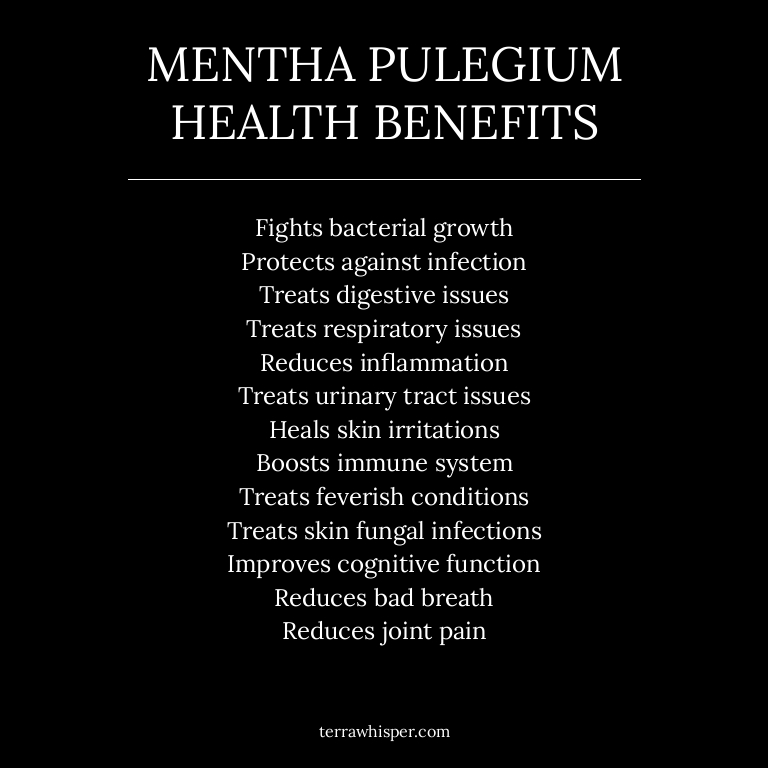 MENTHA PULEGIUM
HEALTH BENEFITS
Fights bacterial growth
Protects against infection
Treats digestive issues
Treats respiratory issues
Reduces inflammation
Treats urinary tract issues
Heals skin irritations
Boosts immune system
Treats feverish conditions
Treats skin fungal infections
Improves cognitive function
Reduces bad breath
Reduces joint pain
terrawhisper.com